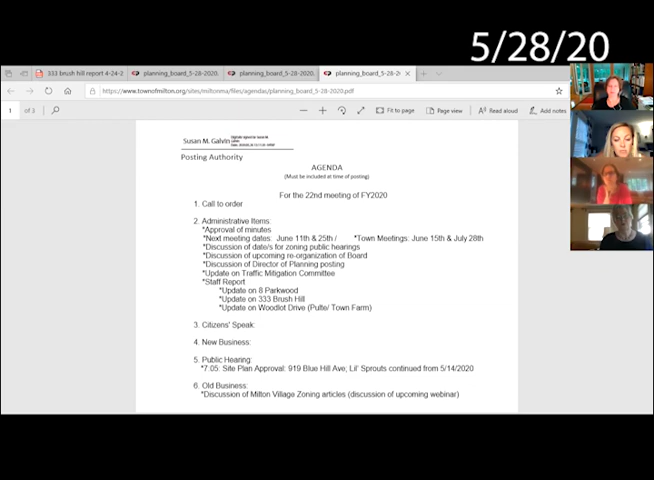 5/28/20
333 brush hill report 4-24-2
planning_board_5-28-2020.
planning_board_5-28-2020.
planning_board_5-28-2
https://www.townofmilton.org/sites/miltonma/files/agendas/planning_board_5-28-2020.pdf
1 of 3
Fit to page
Page view
Read aloud
Add notes
Susan M. Galvin
Posting Authority
AGENDA
(Must be included at time of posting)
For the 22nd meeting of FY2020
1. Call to order
2. Administrative Items:
*Approval of minutes
*Next meeting dates: June 11th & 25th / *Town Meetings: June 15th & July 28th
*Discussion of date/s for zoning public hearings
*Discussion of upcoming re-organization of Board
*Discussion of Director of Planning posting
*Update on Traffic Mitigation Committee
*Staff Report
*Update on 8 Parkwood
*Update on 333 Brush Hill
*Update on Woodlot Drive (Pulte/ Town Farm)
3. Citizens' Speak:
4. New Business:
5. Public Hearing:
*7:05: Site Plan Approval: 919 Blue Hill Ave; Lil' Sprouts continued from 5/14/2020
6. Old Business:
*Discussion of Milton Village Zoning articles (discussion of upcoming webinar)